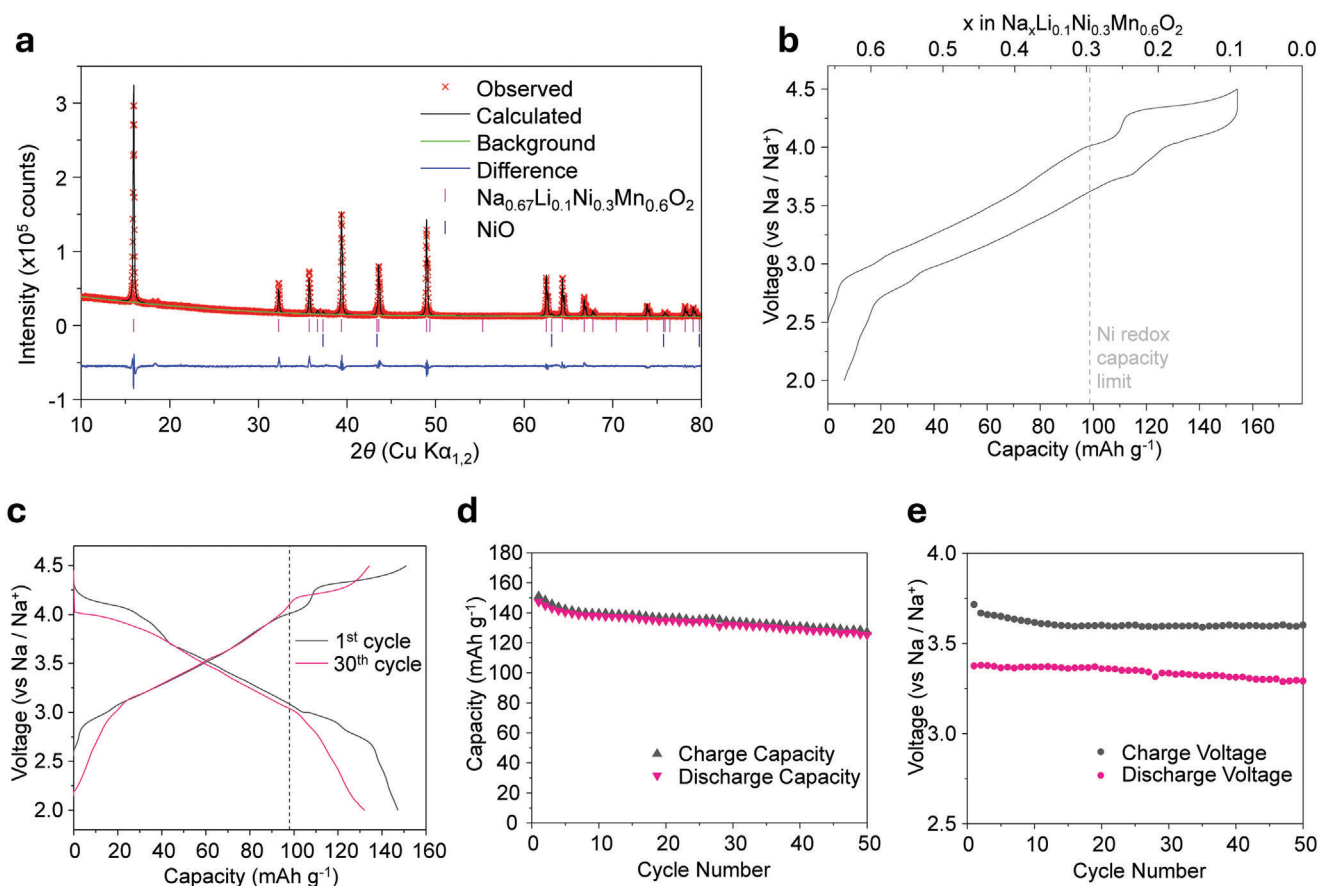 a
Intensity (x10⁵ counts)
3
2
1
0
-1
10 20 30 40 50 60 70 80
2θ (Cu Kα₁,₂)
Observed
Calculated
Background
Difference
Na₀.₆₇Li₀.₁Ni₀.₃Mn₀.₆O₂
NiO
b
x in NaₓLi₀.₁Ni₀.₃Mn₀.₆O₂
0.6 0.5 0.4 0.3 0.2 0.1 0.0
Voltage (vs Na / Na⁺)
4.5
4.0
3.5
3.0
2.5
2.0
Ni redox
capacity
limit
0 20 40 60 80 100 120 140 160
Capacity (mAh g⁻¹)
c
Voltage (vs Na / Na⁺)
4.5
4.0
3.5
3.0
2.5
2.0
1ˢᵗ cycle
30ᵗʰ cycle
0 20 40 60 80 100 120 140 160
Capacity (mAh g⁻¹)
d
Capacity (mAh g⁻¹)
180
160
140
120
100
80
60
40
20
0
Charge Capacity
Discharge Capacity
0 10 20 30 40 50
Cycle Number
e
Voltage (vs Na / Na⁺)
4.0
3.5
3.0
2.5
Charge Voltage
Discharge Voltage
0 10 20 30 40 50
Cycle Number